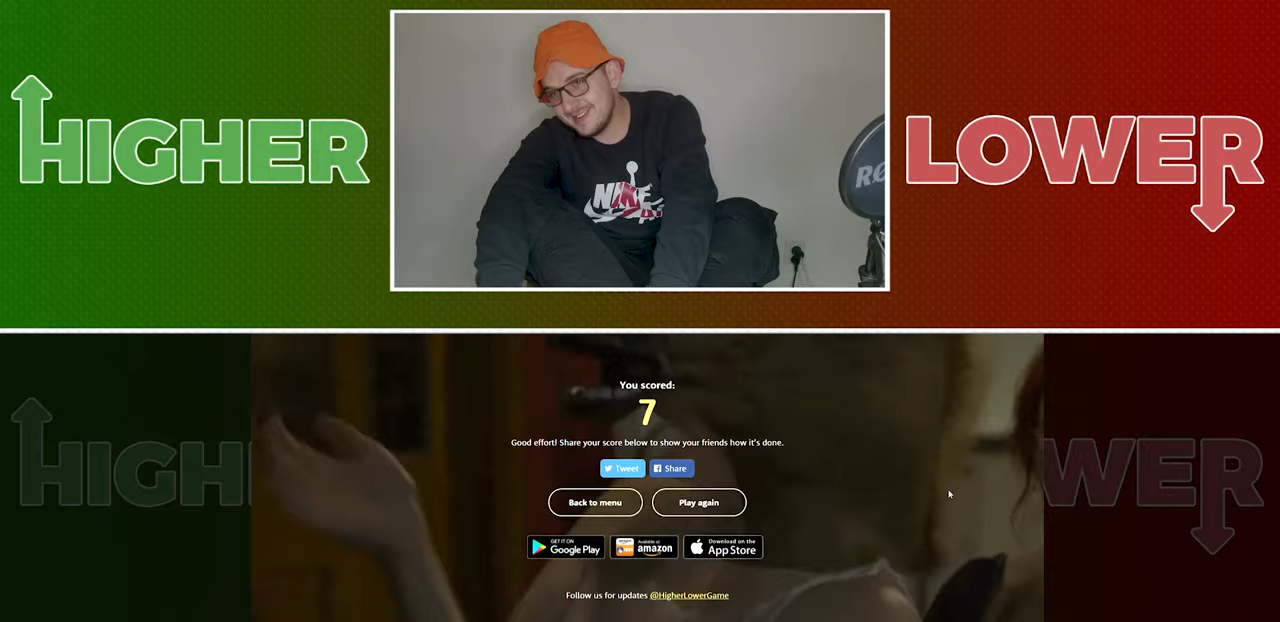 HIGHER
LOWER
NIKE
You scored:
7
Good effort! Share your score below to show your friends how it's done.
Tweet
Share
Back to menu
Play again
GET IT ON
Google Play
Available at
amazon
Download on the
App Store
Follow us for updates @HigherLowerGame